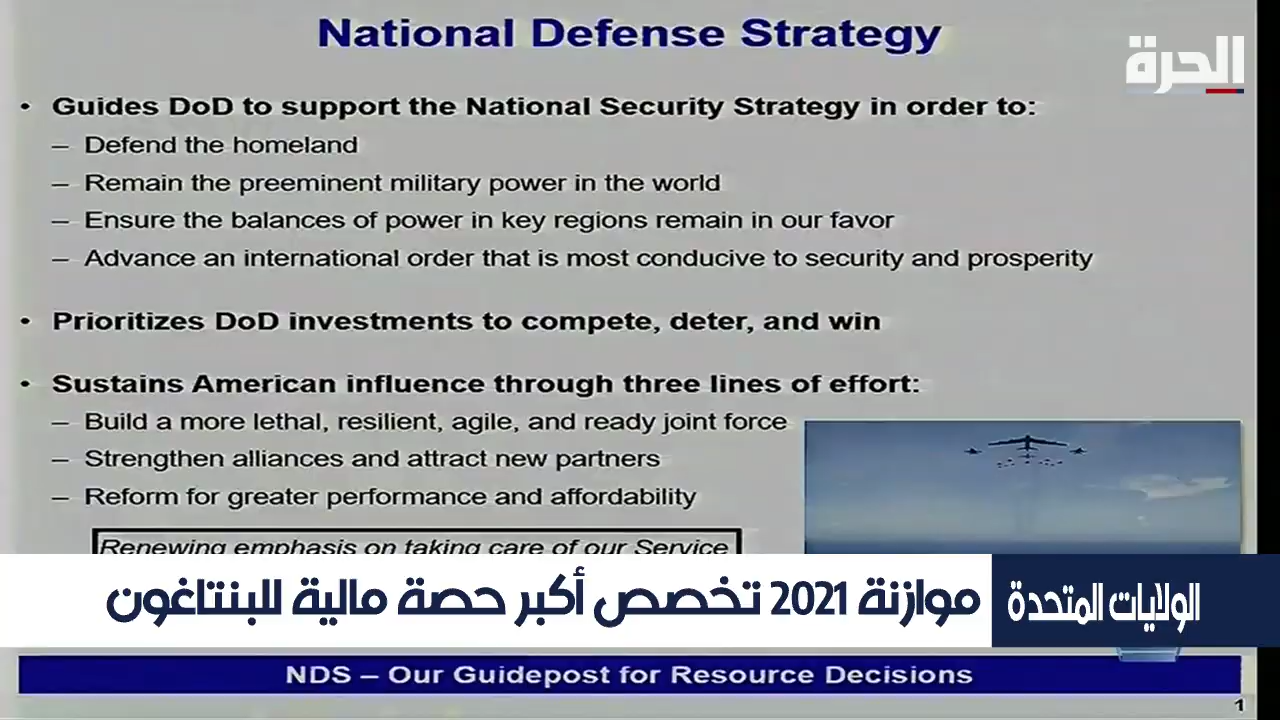 National Defense Strategy
الحرة
• Guides DoD to support the National Security Strategy in order to:
– Defend the homeland
– Remain the preeminent military power in the world
– Ensure the balances of power in key regions remain in our favor
– Advance an international order that is most conducive to security and prosperity
• Prioritizes DoD investments to compete, deter, and win
• Sustains American influence through three lines of effort:
– Build a more lethal, resilient, agile, and ready joint force
– Strengthen alliances and attract new partners
– Reform for greater performance and affordability
Renewing emphasis on taking care of our Service
الولايات المتحدة
موازنة 2021 تخصص أكبر حصة مالية للبنتاغون
NDS – Our Guidepost for Resource Decisions
1